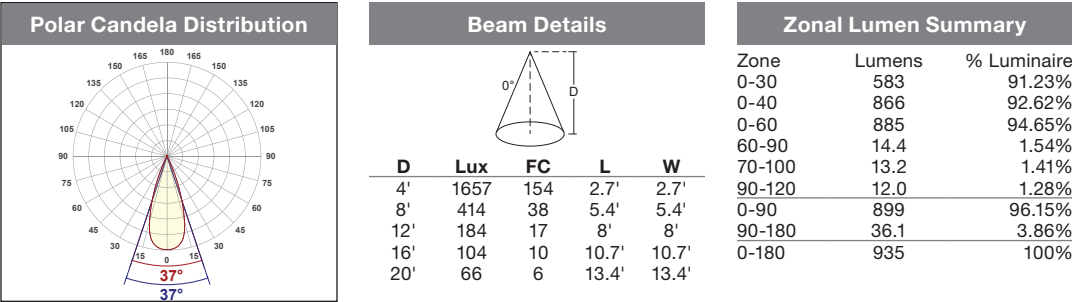 Polar Candela Distribution
180
165 165
150 150
135 135
120 120
105 105
90 90
75 75
60 60
45 45
30 30
15 0 15
37°
37°
Beam Details
0°
D
D Lux FC L W
4' 1657 154 2.7' 2.7'
8' 414 38 5.4' 5.4'
12' 184 17 8' 8'
16' 104 10 10.7' 10.7'
20' 66 6 13.4' 13.4'
Zonal Lumen Summary
Zone Lumens % Luminaire
0-30 583 91.23%
0-40 866 92.62%
0-60 885 94.65%
60-90 14.4 1.54%
70-100 13.2 1.41%
90-120 12.0 1.28%
0-90 899 96.15%
90-180 36.1 3.86%
0-180 935 100%